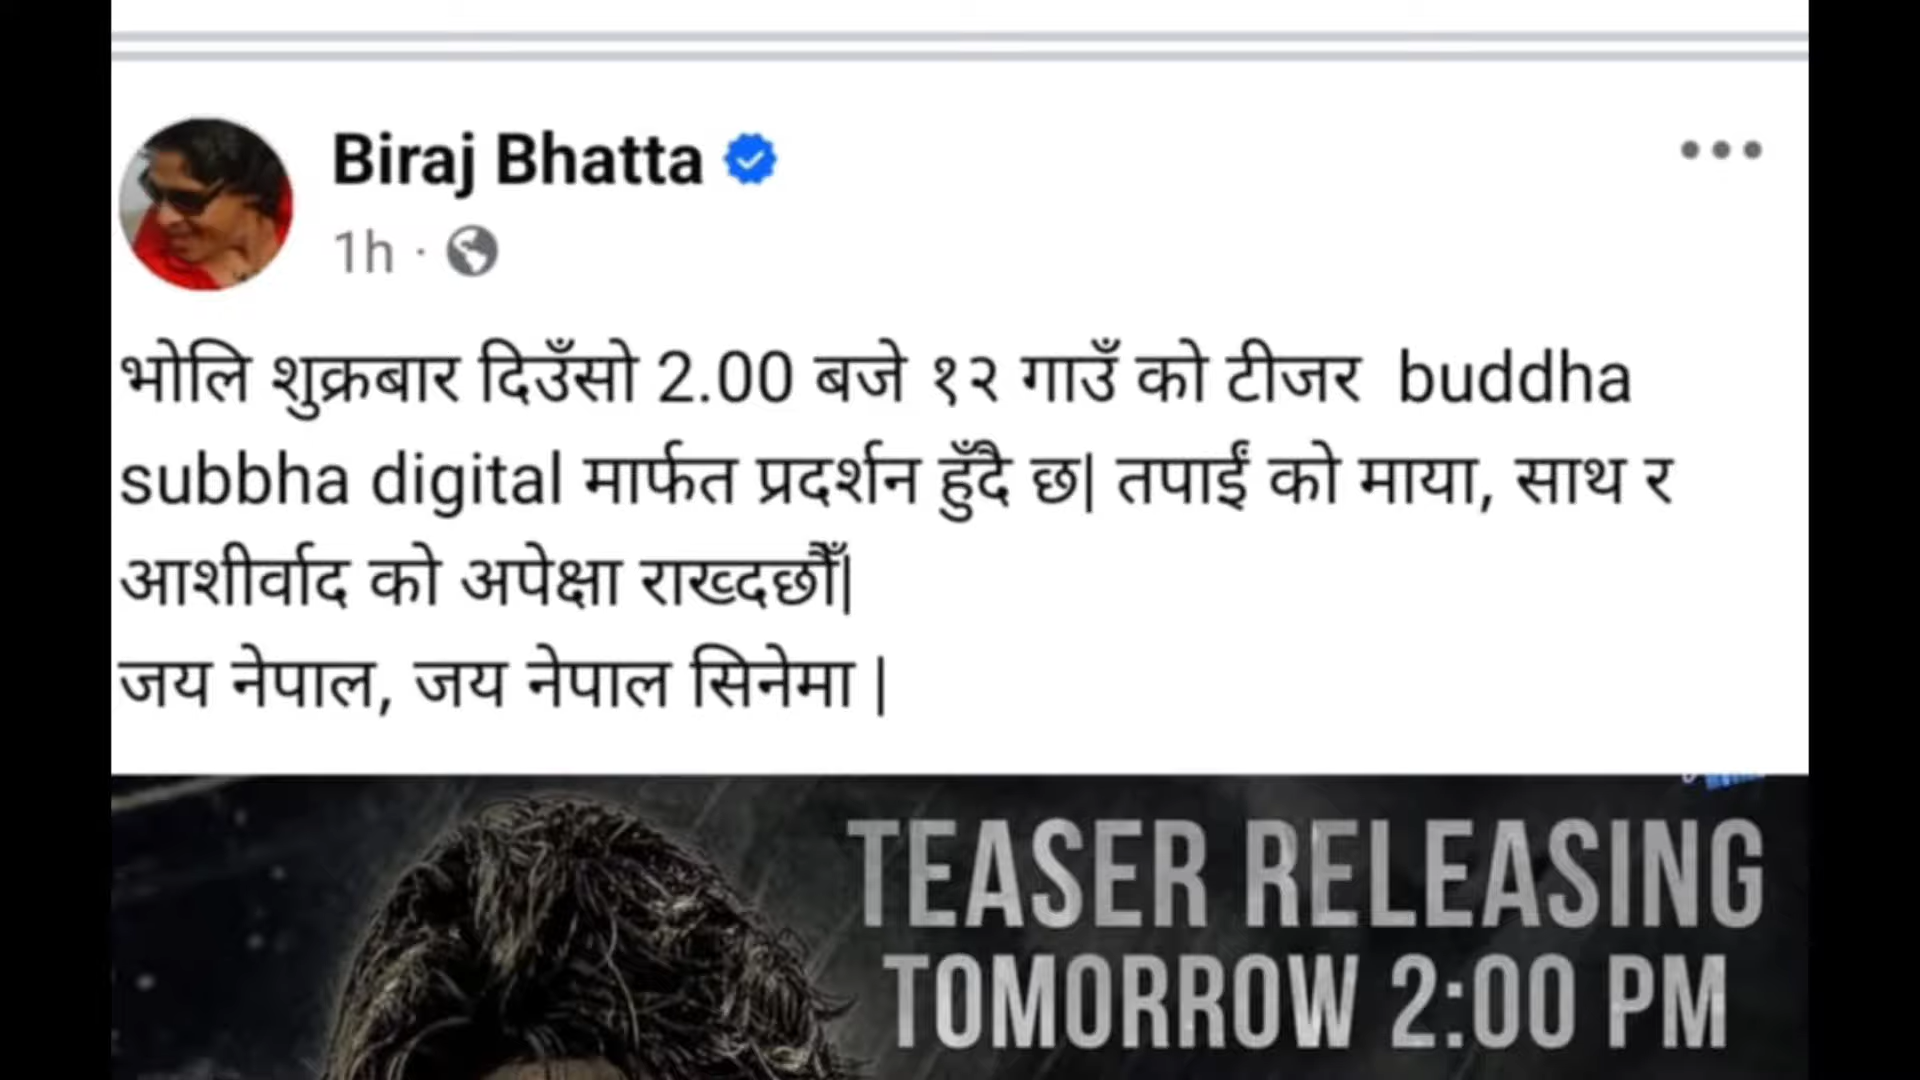 Biraj Bhatta
1h ·
भोलि शुक्रबार दिउँसो 2.00 बजे १२ गाउँ को टीजर buddha
subbha digital मार्फत प्रदर्शन हुँदै छ| तपाईं को माया, साथ र
आशीर्वाद को अपेक्षा राख्दछौँ|
जय नेपाल, जय नेपाल सिनेमा |
TEASER RELEASING
TOMORROW 2:00 PM